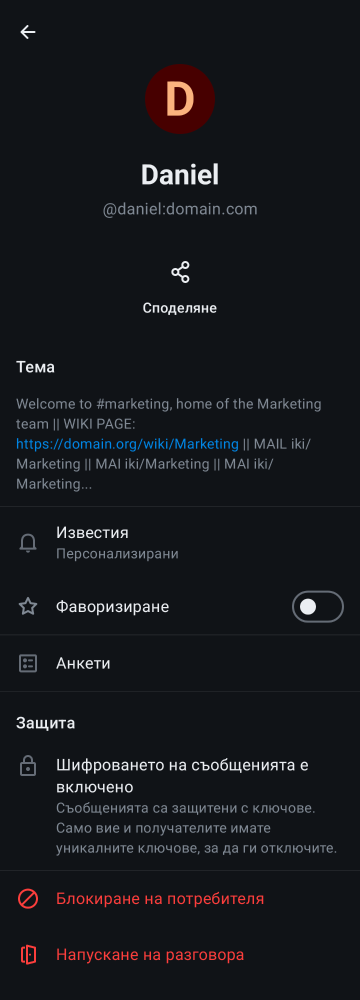 D
Daniel
@daniel:domain.com
Споделяне
Тема
Welcome to #marketing, home of the Marketing
team || WIKI PAGE:
https://domain.org/wiki/Marketing || MAIL iki/
Marketing || MAI iki/Marketing || MAI iki/
Marketing...
Известия
Персонализирани
Фаворизиране
Анкети
Защита
Шифроването на съобщенията е
включено
Съобщенията са защитени с ключове.
Само вие и получателите имате
уникалните ключове, за да ги отключите.
Блокиране на потребителя
Напускане на разговора